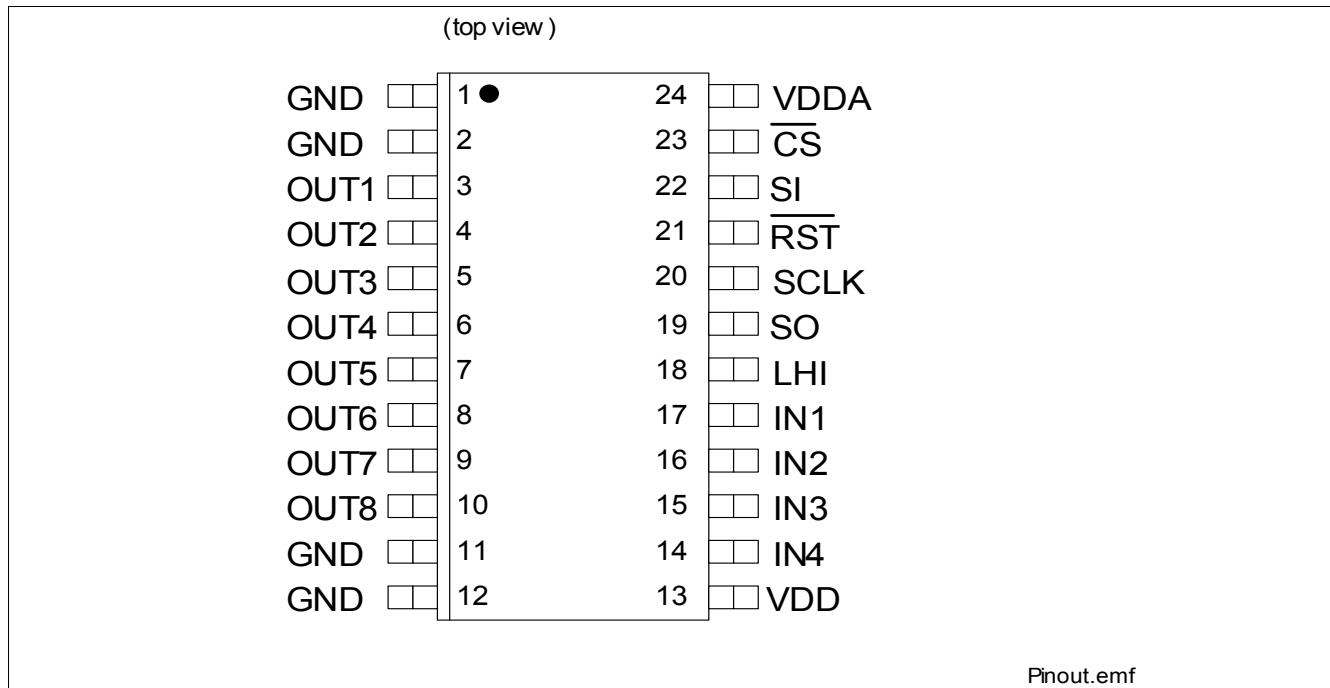 (top view)
GND 1 24 VDDA
GND 2 23 C̅S̅
OUT1 3 22 SI
OUT2 4 21 R̅S̅T̅
OUT3 5 20 SCLK
OUT4 6 19 SO
OUT5 7 18 LHI
OUT6 8 17 IN1
OUT7 9 16 IN2
OUT8 10 15 IN3
GND 11 14 IN4
GND 12 13 VDD
Pinout.emf